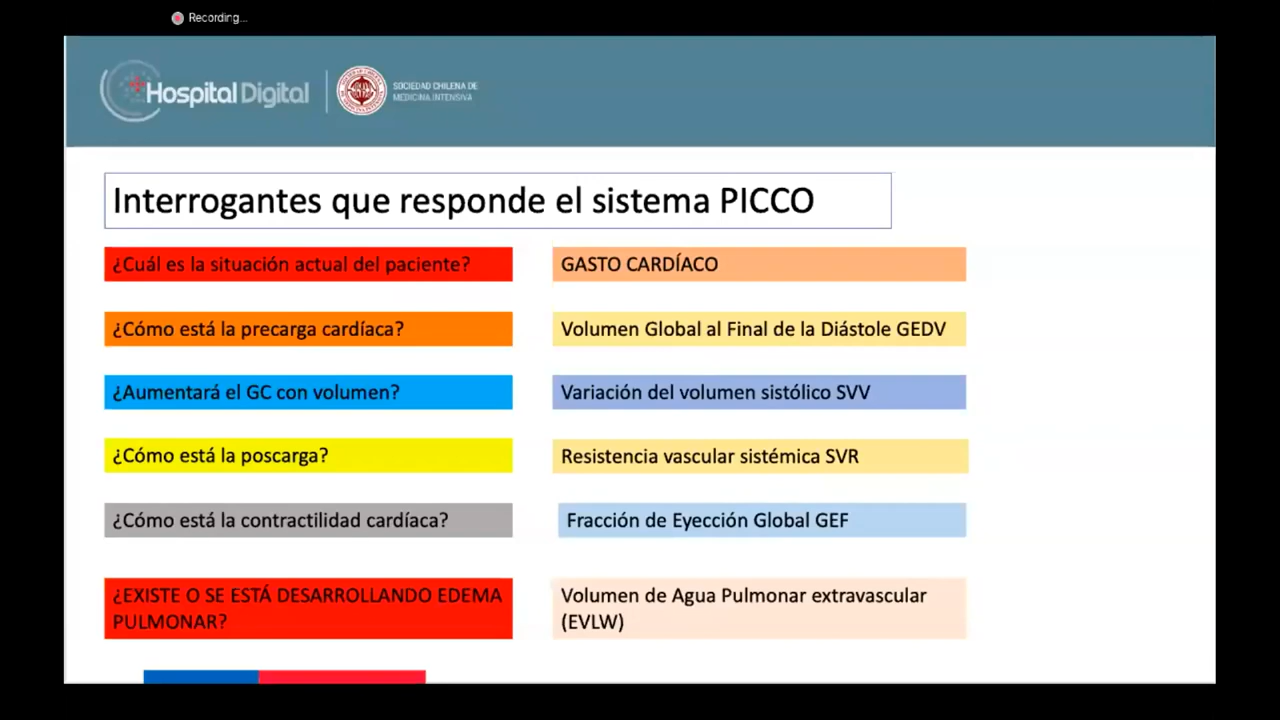 Recording...
Hospital Digital
SOCIEDAD CHILENA DE
MEDICINA INTENSIVA
Interrogantes que responde el sistema PICCO
¿Cuál es la situación actual del paciente?
GASTO CARDÍACO
¿Cómo está la precarga cardíaca?
Volumen Global al Final de la Diástole GEDV
¿Aumentará el GC con volumen?
Variación del volumen sistólico SVV
¿Cómo está la poscarga?
Resistencia vascular sistémica SVR
¿Cómo está la contractilidad cardíaca?
Fracción de Eyección Global GEF
¿EXISTE O SE ESTÁ DESARROLLANDO EDEMA
PULMONAR?
Volumen de Agua Pulmonar extravascular
(EVLW)